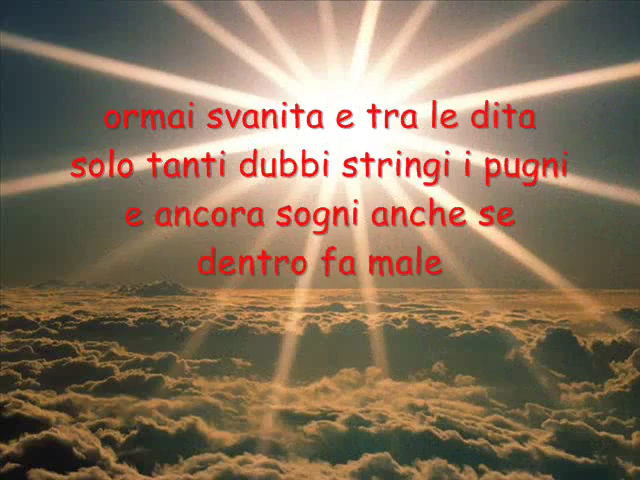 ormai svanita e tra le dita
solo tanti dubbi stringi i pugni
e ancora sogni anche se
dentro fa male